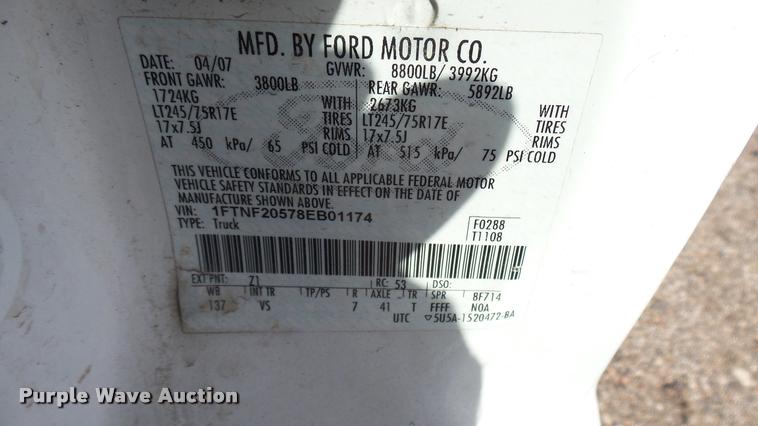 MFD. BY FORD MOTOR CO.
DATE: 04/07 GVWR: 8800LB/ 3992KG
FRONT GAWR: 3800LB REAR GAWR: 5892LB
1724KG WITH 2673KG WITH
LT245/75R17E TIRES LT245/75R17E TIRES
17x7.5J RIMS 17x7.5J RIMS
AT 450 kPa/ 65 PSI COLD AT 515 kPa/ 75 PSI COLD
THIS VEHICLE CONFORMS TO ALL APPLICABLE FEDERAL MOTOR
VEHICLE SAFETY STANDARDS IN EFFECT ON THE DATE OF
MANUFACTURE SHOWN ABOVE.
VIN: 1FTNF20578EB01174 F0288
TYPE: Truck T1108
EXT PNT: Z1 RC: 53 DSO:
WB INT TR TP/PS R AXLE TR SPR 8F714
137 VS 7 41 T FFFF NOA
UTC ▽5U5A-1520472-BA
Purple Wave Auction